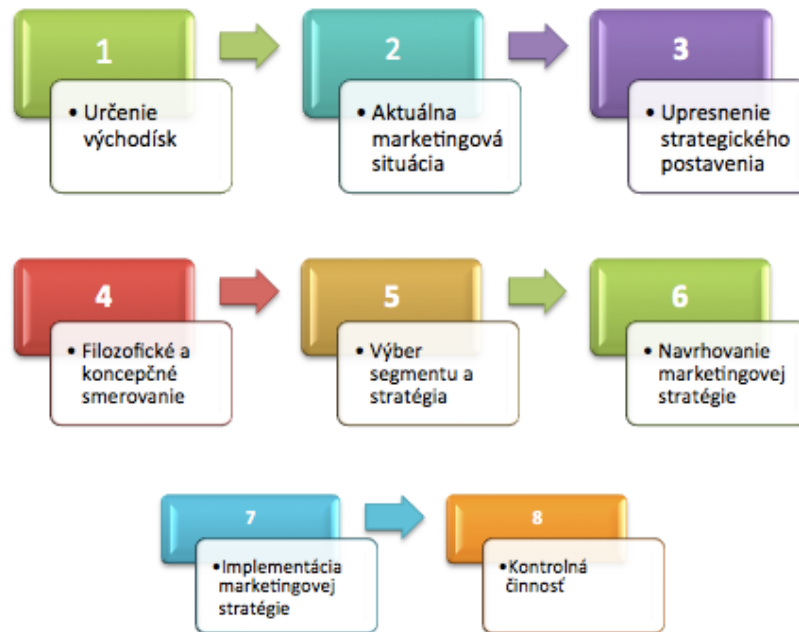 1
• Určenie
východísk
2
• Aktuálna
marketingová
situácia
3
• Upresnenie
strategického
postavenia
4
• Filozofické a
koncepčné
smerovanie
5
• Výber
segmentu a
stratégia
6
• Navrhovanie
marketingovej
stratégie
7
•Implementácia
marketingovej
stratégie
8
•Kontrolná
činnosť